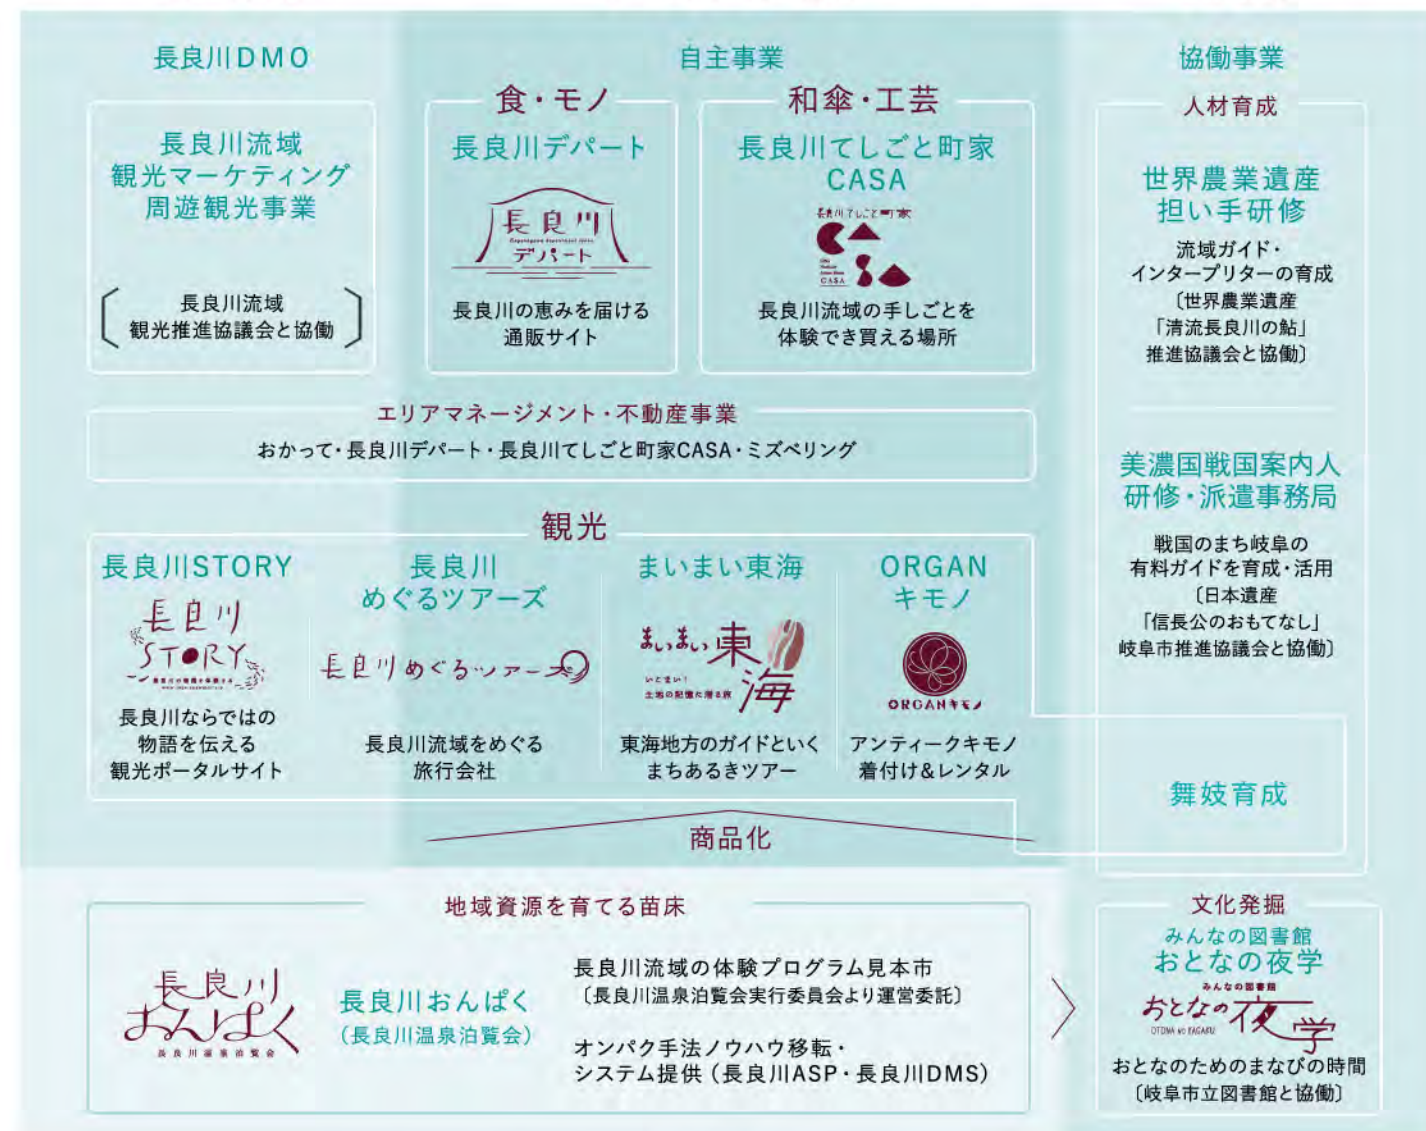 長良川DMO
自主事業
協働事業
長良川流域
観光マーケティング
周遊観光事業
長良川流域
観光推進協議会と協働
食・モノ
長良川デパート
長良川
デパート
長良川の恵みを届ける
通販サイト
和傘・工芸
長良川てしごと町家
CASA
長良川てしごと町家
CASA
CASA
長良川流域の手しごとを
体験でき買える場所
人材育成
世界農業遺産
担い手研修
流域ガイド・
インタープリターの育成
〔世界農業遺産
「清流長良川の鮎」
推進協議会と協働〕
エリアマネージメント・不動産事業
おかって・長良川デパート・長良川てしごと町家CASA・ミズベリング
美濃国戦国案内人
研修・派遣事務局
戦国のまち岐阜の
有料ガイドを育成・活用
〔日本遺産
「信長公のおもてなし」
岐阜市推進協議会と協働〕
観光
長良川STORY
長良川
STORY
長良川ならではの
物語を伝える
観光ポータルサイト
長良川
めぐるツアーズ
長良川めぐるツアーズ
長良川流域をめぐる
旅行会社
まいまい東海
まいまい東海
いとまい!
土地の記憶に潜る旅
東海地方のガイドといく
まちあるきツアー
ORGAN
キモノ
ORGANキモノ
アンティークキモノ
着付け&レンタル
舞妓育成
商品化
地域資源を育てる苗床
長良川
おんぱく
長良川温泉泊覧会
長良川おんぱく
(長良川温泉泊覧会)
長良川流域の体験プログラム見本市
〔長良川温泉泊覧会実行委員会より運営委託〕
オンパク手法ノウハウ移転・
システム提供(長良川ASP・長良川DMS)
文化発掘
みんなの図書館
おとなの夜学
みんなの図書館
おとなの夜学
OTONA NO YAGAKU
おとなのためのまなびの時間
〔岐阜市立図書館と協働〕